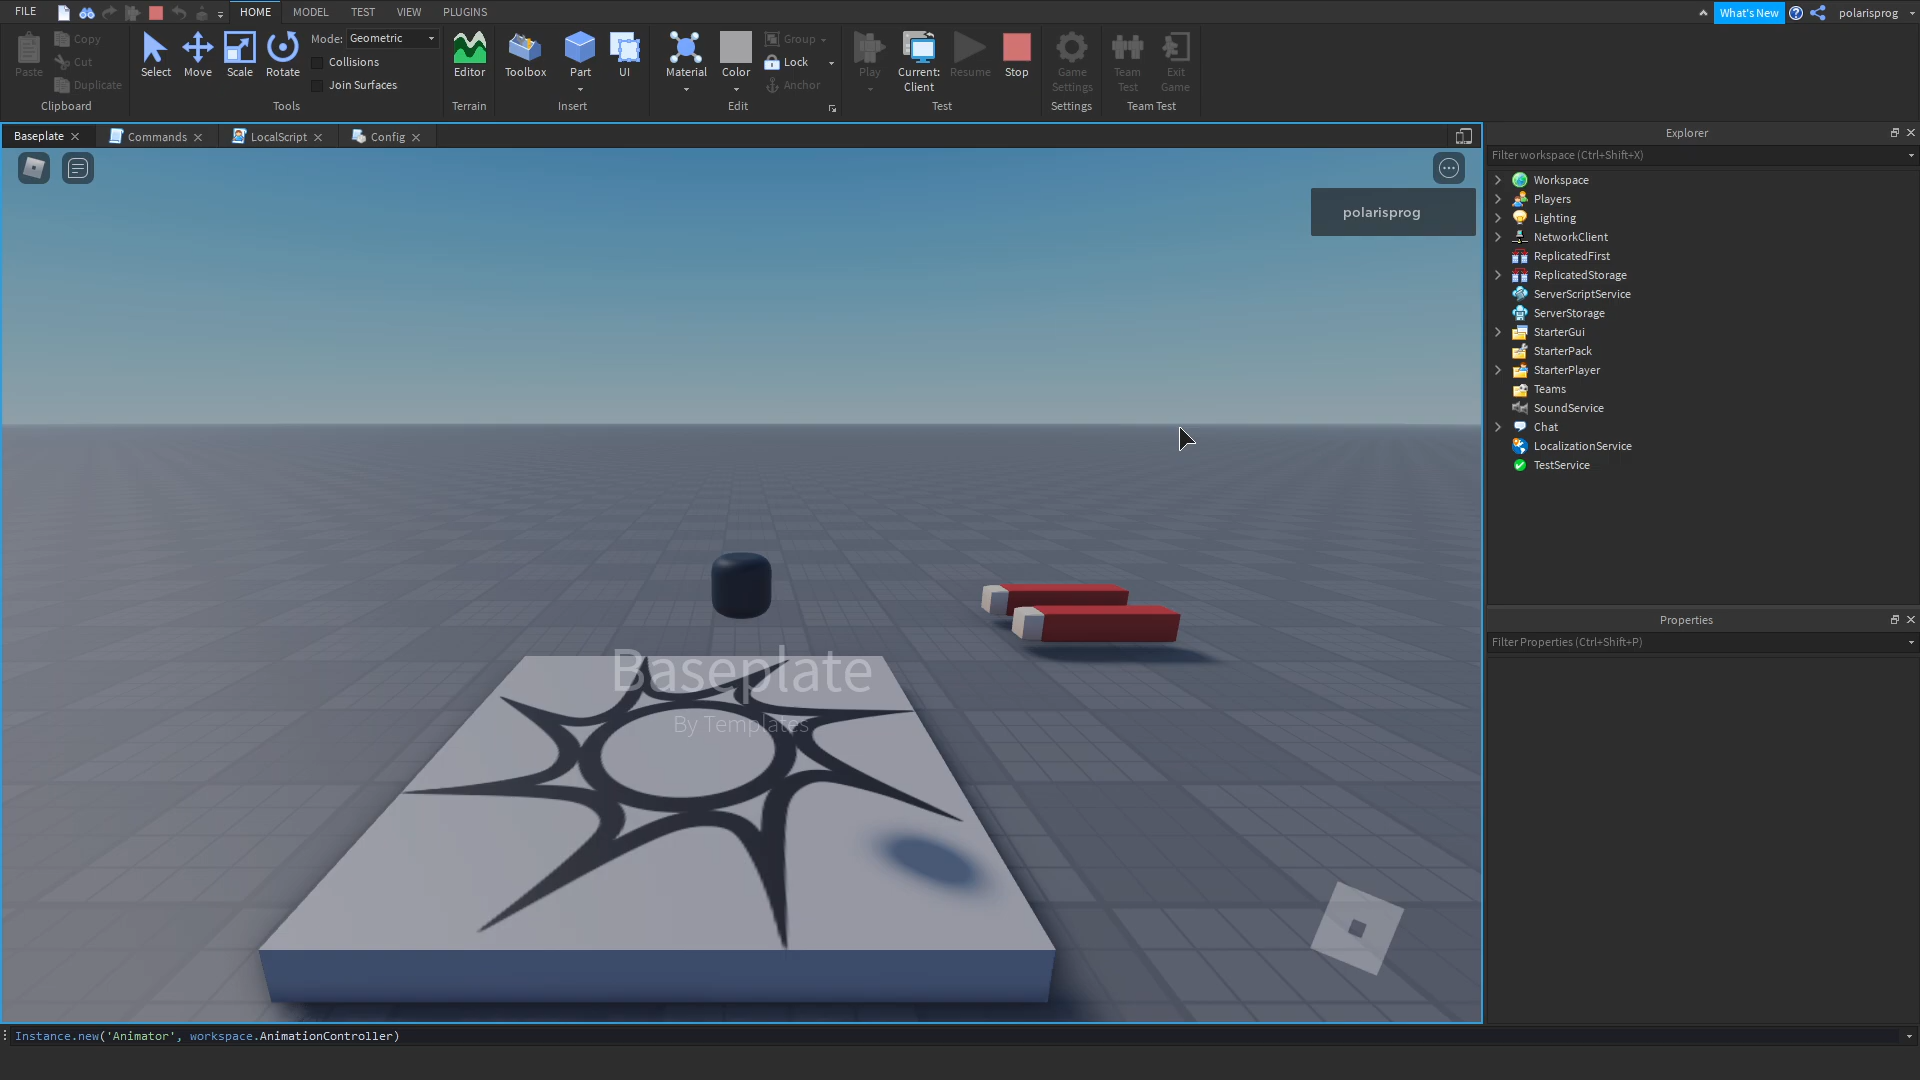 FILE HOME MODEL TEST VIEW PLUGINS What's New polarisprog
Paste Copy Cut Duplicate Clipboard
Select Move Scale Rotate Mode: Geometric Collisions Join Surfaces Tools
Editor Terrain
Toolbox Part UI Insert
Material Color Group Lock Anchor Edit
Play Current: Client Resume Stop Test
Game Settings Settings
Team Test Exit Game Team Test
Baseplate Commands LocalScript Config
polarisprog
Baseplate
By Templates
Explorer
Filter workspace (Ctrl+Shift+X)
Workspace
Players
Lighting
NetworkClient
ReplicatedFirst
ReplicatedStorage
ServerScriptService
ServerStorage
StarterGui
StarterPack
StarterPlayer
Teams
SoundService
Chat
LocalizationService
TestService
Properties
Filter Properties (Ctrl+Shift+P)
Instance.new('Animator', workspace.AnimationController)